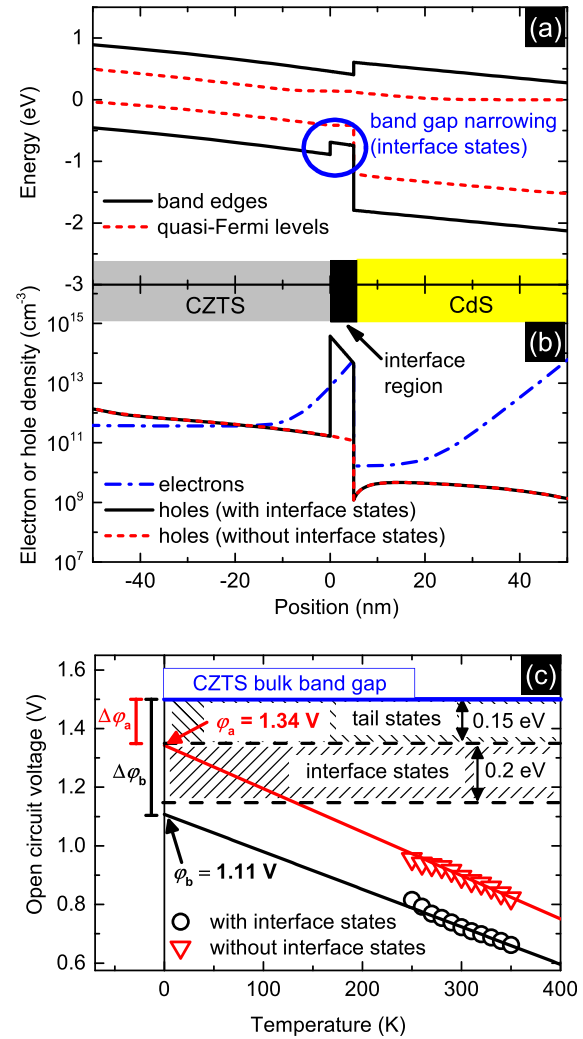 (a)
1
0
-1
-2
-3
Energy (eV)
band gap narrowing
(interface states)
band edges
quasi-Fermi levels
CZTS
CdS
(b)
10^15
10^13
10^11
10^9
10^7
Electron or hole density (cm^-3)
interface
region
electrons
holes (with interface states)
holes (without interface states)
-40 -20 0 20 40
Position (nm)
(c)
1.6
1.5
1.4
1.3
1.2
1.1
1.0
0.9
0.8
0.7
0.6
Open circuit voltage (V)
CZTS bulk band gap
Δφa
φa = 1.34 V
tail states
0.15 eV
Δφb
interface states
0.2 eV
φb = 1.11 V
with interface states
without interface states
0 100 200 300 400
Temperature (K)